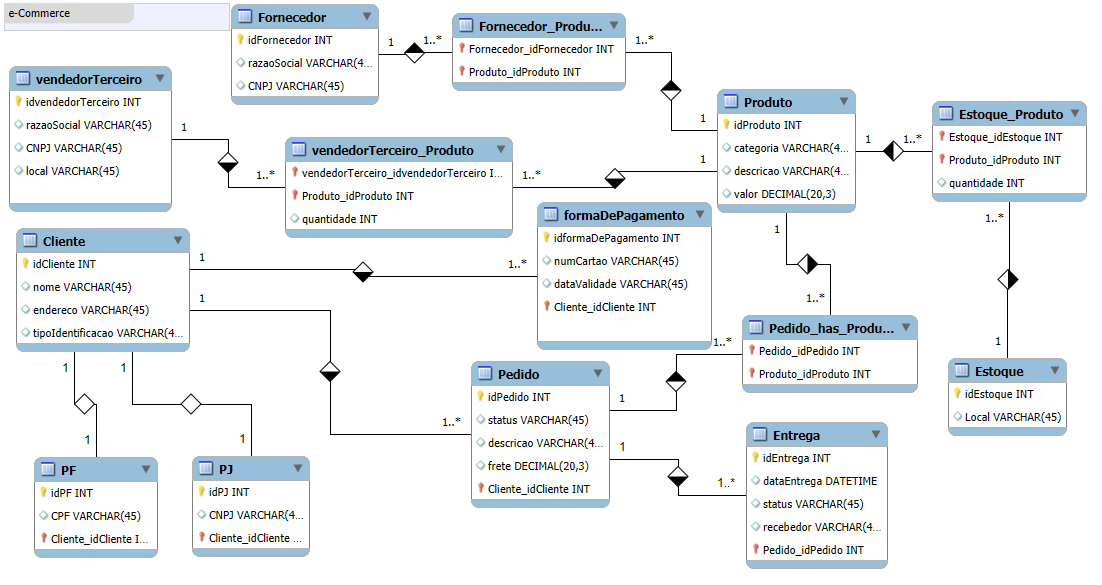 e-Commerce
Fornecedor
idFornecedor INT
razaoSocial VARCHAR(4...
CNPJ VARCHAR(45)
1
1..*
Fornecedor_Produ...
Fornecedor_idFornecedor INT
Produto_idProduto INT
1..*
1
vendedorTerceiro
idvendedorTerceiro INT
razaoSocial VARCHAR(45)
CNPJ VARCHAR(45)
local VARCHAR(45)
1
1..*
vendedorTerceiro_Produto
vendedorTerceiro_idvendedorTerceiro I...
Produto_idProduto INT
quantidade INT
1..*
1
Produto
idProduto INT
categoria VARCHAR(4...
descricao VARCHAR(4...
valor DECIMAL(20,3)
1
1..*
Estoque_Produto
Estoque_idEstoque INT
Produto_idProduto INT
quantidade INT
1..*
1
Estoque
idEstoque INT
Local VARCHAR(45)
Cliente
idCliente INT
nome VARCHAR(45)
endereco VARCHAR(45)
tipoIdentificacao VARCHAR(4...
1
1..*
formaDePagamento
idformaDePagamento INT
numCartao VARCHAR(45)
dataValidade VARCHAR(45)
Cliente_idCliente INT
1
1..*
1
1..*
Pedido_has_Produ...
Pedido_idPedido INT
Produto_idProduto INT
1..*
1
Pedido
idPedido INT
status VARCHAR(45)
descricao VARCHAR(4...
frete DECIMAL(20,3)
Cliente_idCliente INT
1
1..*
Entrega
idEntrega INT
dataEntrega DATETIME
status VARCHAR(45)
recebedor VARCHAR(4...
Pedido_idPedido INT
1
1
1
1
PF
idPF INT
CPF VARCHAR(45)
Cliente_idCliente I...
PJ
idPJ INT
CNPJ VARCHAR(4...
Cliente_idCliente ...